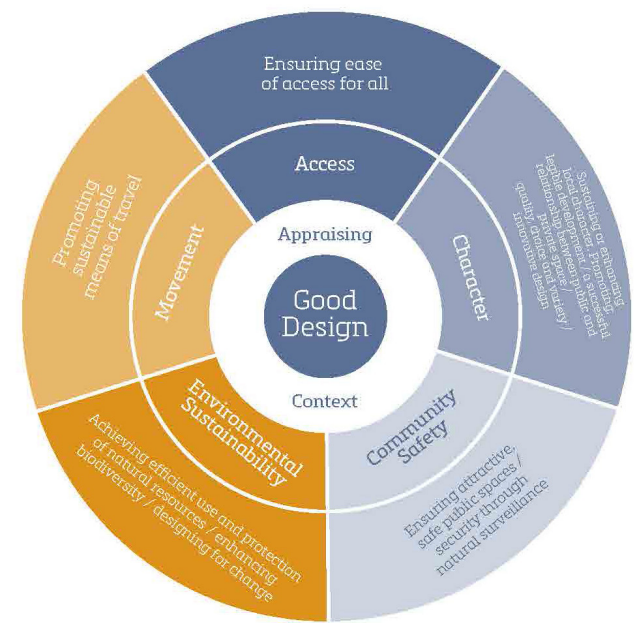 Ensuring ease
of access for all
Access
Sustaining or enhancing
local character / Promoting:
legible development / a successful
relationship between public and
private space /
quality choice and variety /
innovative design
Character
Ensuring attractive,
safe public spaces /
security through
natural surveillance
Community
Safety
Achieving efficient use and protection
of natural resources / enhancing
biodiversity / designing for change
Environmental
Sustainability
Promoting
sustainable
means of travel
Movement
Appraising
Good
Design
Context